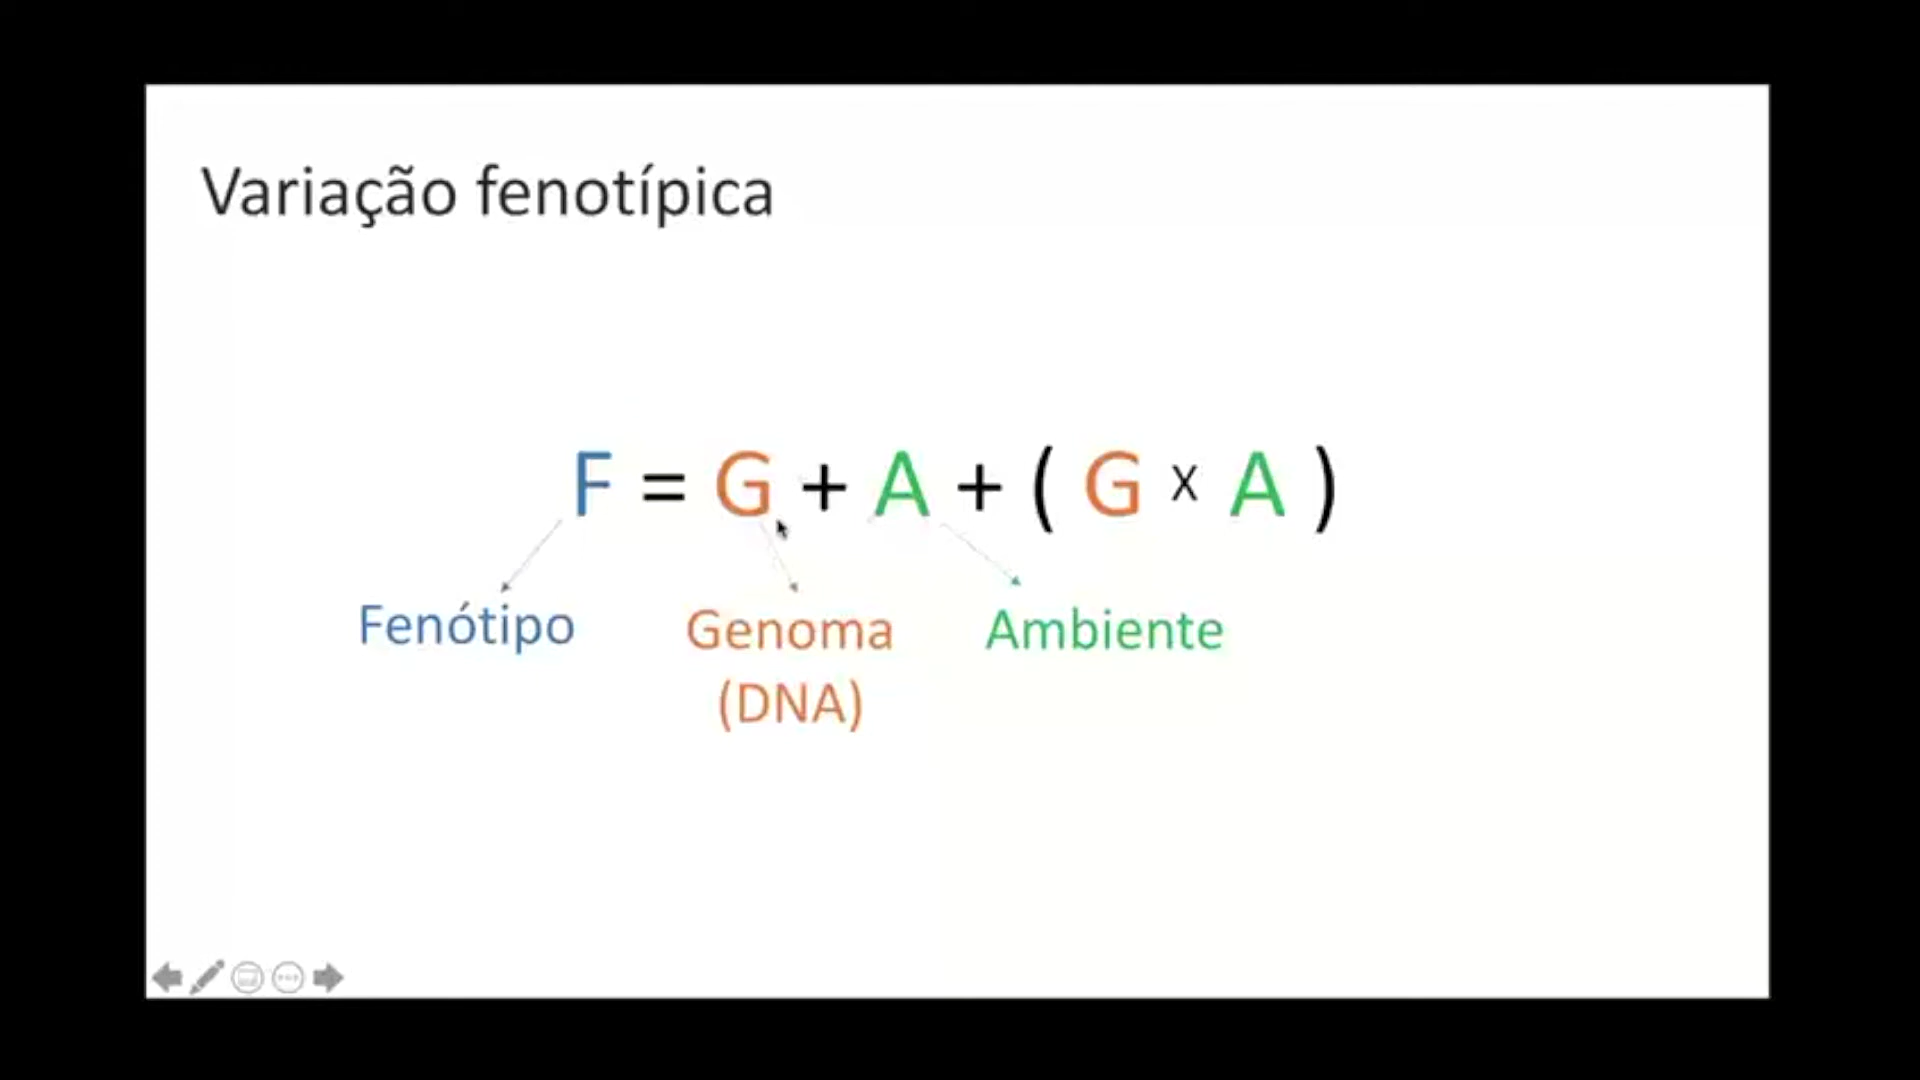 Variação fenotípica
F = G + A + ( G x A )
Fenótipo Genoma Ambiente
(DNA)